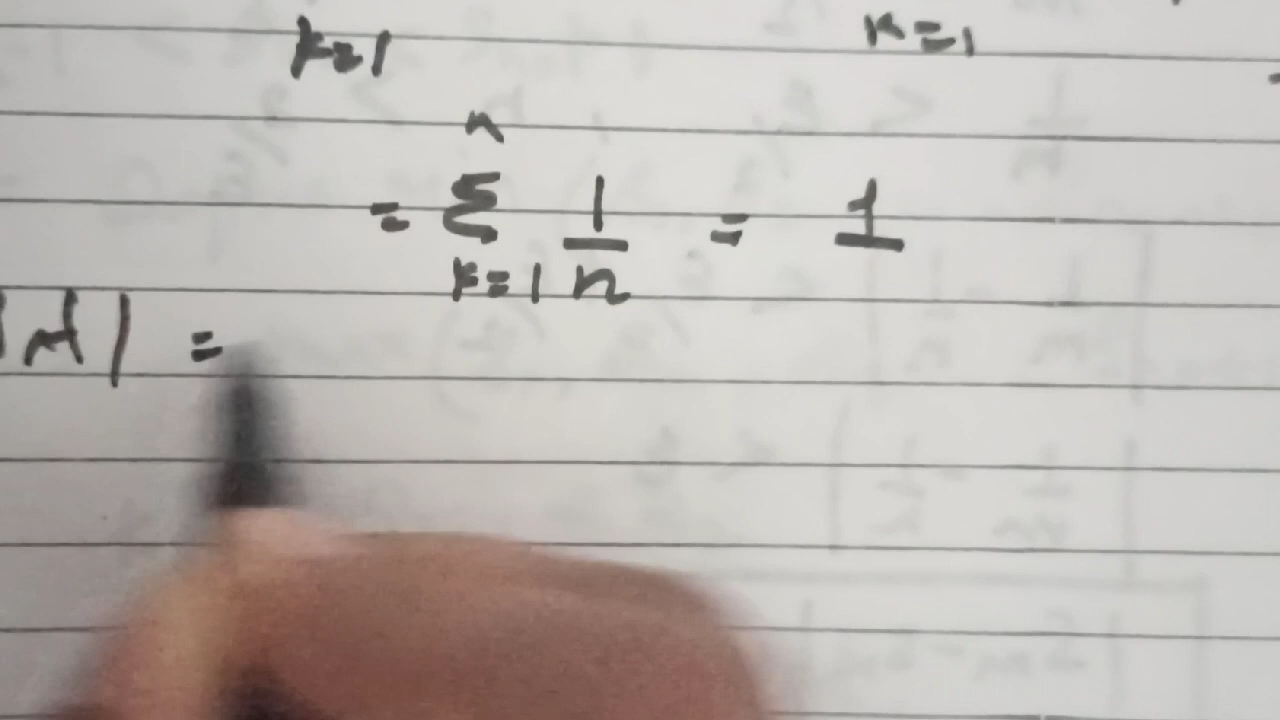 k=1 k=1
n
= Σ 1/n = 1
k=1
|A| =